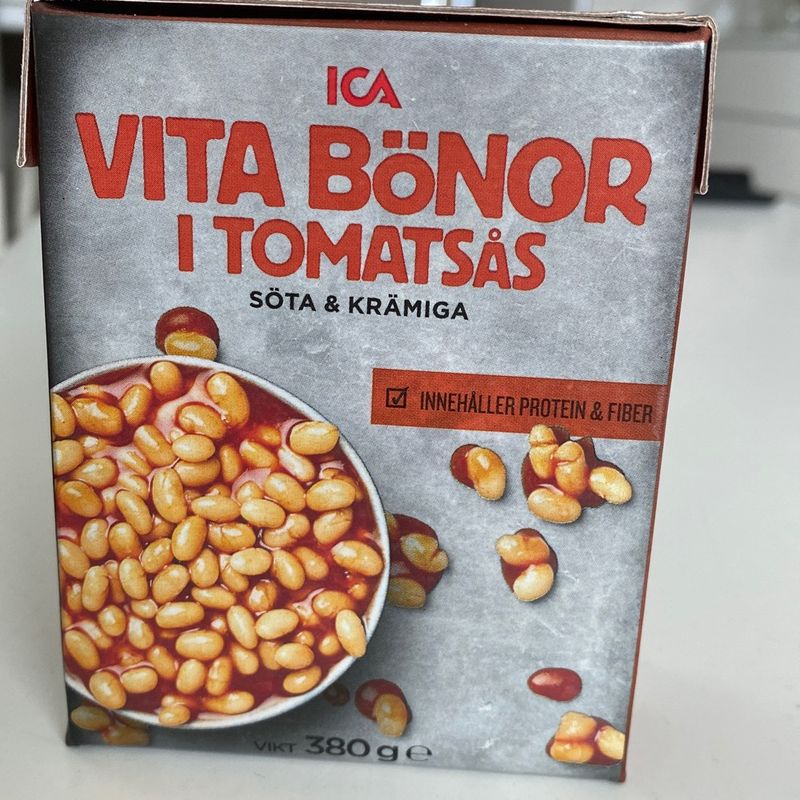 ICA
VITA BÖNOR
I TOMATSÅS
SÖTA & KRÄMIGA
INNEHÅLLER PROTEIN & FIBER
VIKT 380 g e